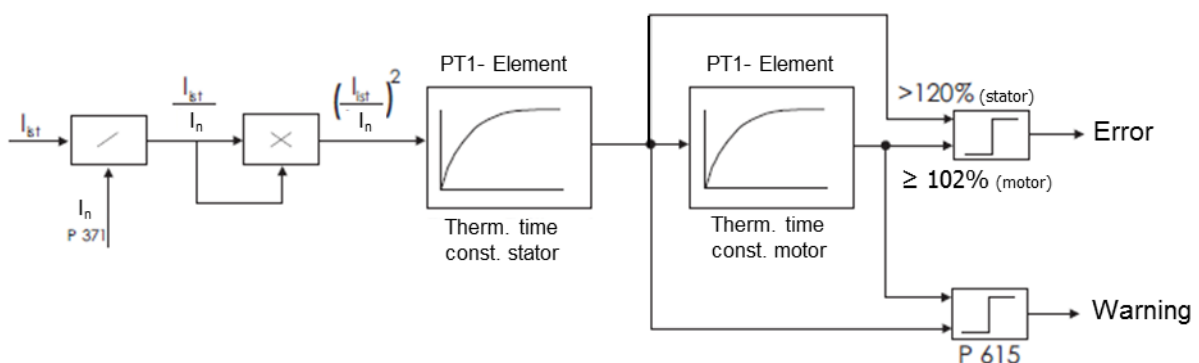 I_ist
I_n
P 371
I_ist
I_n
(I_ist / I_n)²
PT1- Element
Therm. time
const. stator
PT1- Element
Therm. time
const. motor
>120% (stator)
≥ 102% (motor)
Error
Warning
P 615